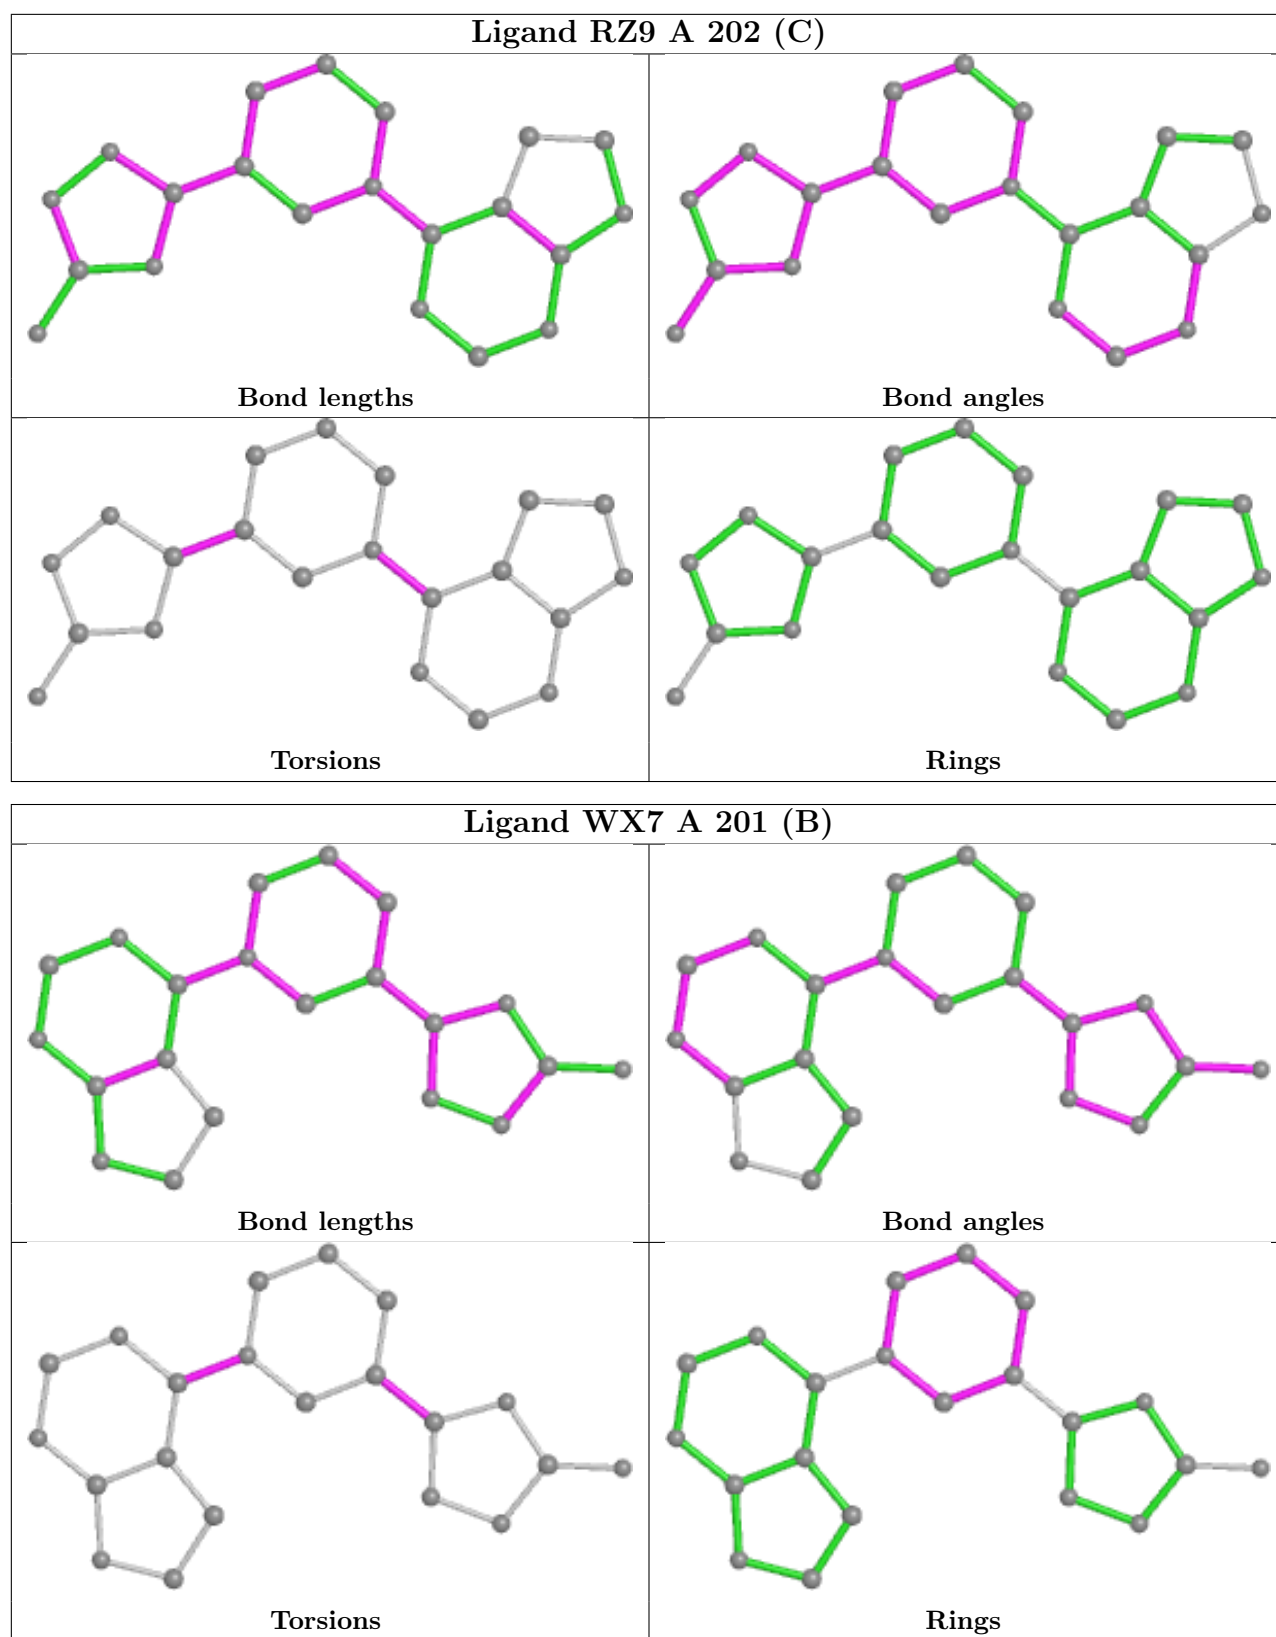 Ligand RZ9 A 202 (C)
Bond lengths
Bond angles
Torsions
Rings
Ligand WX7 A 201 (B)
Bond lengths
Bond angles
Torsions
Rings